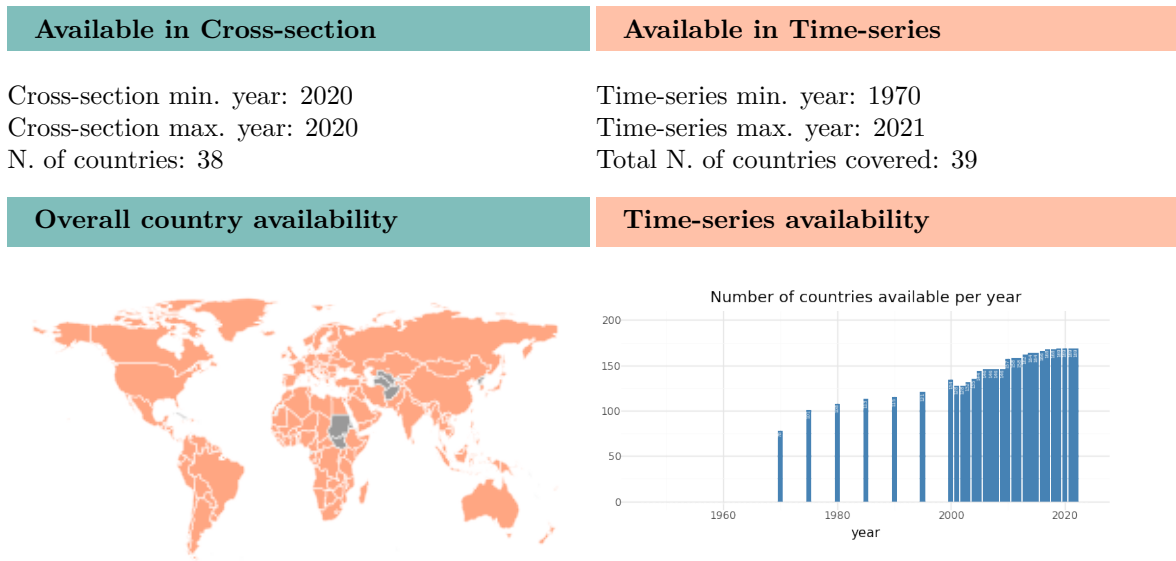 Available in Cross-section
Available in Time-series
Cross-section min. year: 2020
Cross-section max. year: 2020
N. of countries: 38
Time-series min. year: 1970
Time-series max. year: 2021
Total N. of countries covered: 39
Overall country availability
Time-series availability
Number of countries available per year
200
150
100
50
0
1960
1980
2000
2020
year